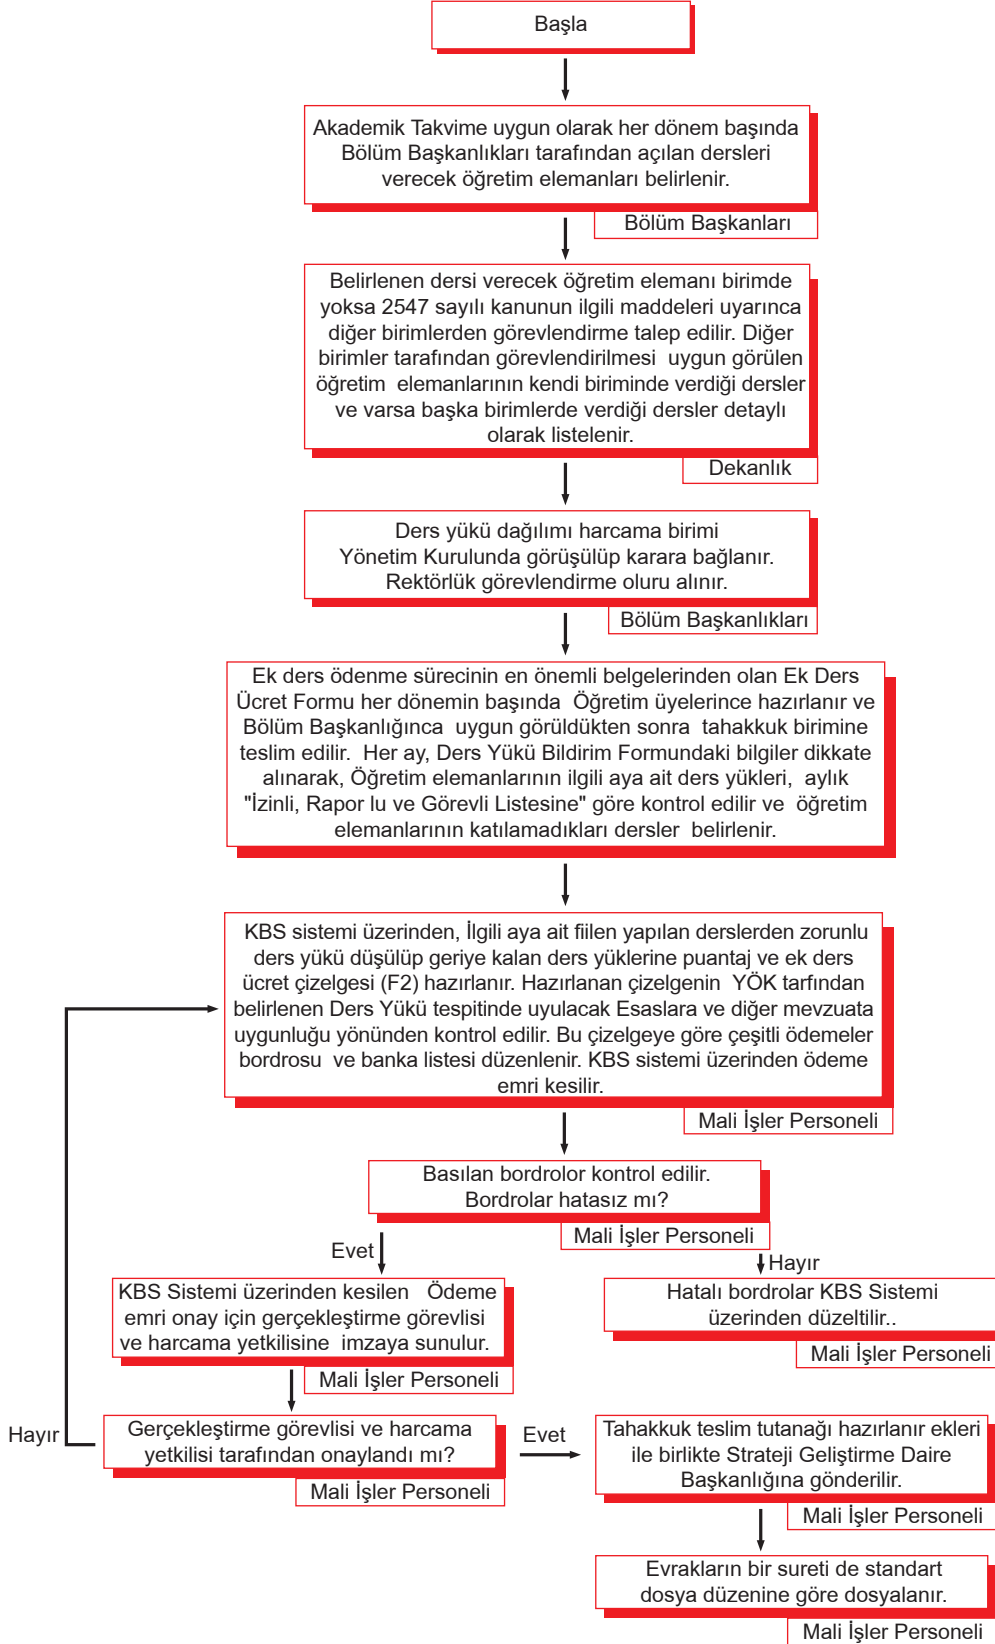 Başla
Akademik Takvime uygun olarak her dönem başında
Bölüm Başkanlıkları tarafından açılan dersleri
verecek öğretim elemanları belirlenir.
Bölüm Başkanları
Belirlenen dersi verecek öğretim elemanı birimde
yoksa 2547 sayılı kanunun ilgili maddeleri uyarınca
diğer birimlerden görevlendirme talep edilir. Diğer
birimler tarafından görevlendirilmesi uygun görülen
öğretim elemanlarının kendi biriminde verdiği dersler
ve varsa başka birimlerde verdiği dersler detaylı
olarak listelenir.
Dekanlık
Ders yükü dağılımı harcama birimi
Yönetim Kurulunda görüşülüp karara bağlanır.
Rektörlük görevlendirme oluru alınır.
Bölüm Başkanlıkları
Ek ders ödenme sürecinin en önemli belgelerinden olan Ek Ders
Ücret Formu her dönemin başında Öğretim üyelerince hazırlanır ve
Bölüm Başkanlığınca uygun görüldükten sonra tahakkuk birimine
teslim edilir. Her ay, Ders Yükü Bildirim Formundaki bilgiler dikkate
alınarak, Öğretim elemanlarının ilgili aya ait ders yükleri, aylık
"İzinli, Rapor lu ve Görevli Listesine" göre kontrol edilir ve öğretim
elemanlarının katılamadıkları dersler belirlenir.
KBS sistemi üzerinden, İlgili aya ait fiilen yapılan derslerden zorunlu
ders yükü düşülüp geriye kalan ders yüklerine puantaj ve ek ders
ücret çizelgesi (F2) hazırlanır. Hazırlanan çizelgenin YÖK tarfından
belirlenen Ders Yükü tespitinde uyulacak Esaslara ve diğer mevzuata
uygunluğu yönünden kontrol edilir. Bu çizelgeye göre çeşitli ödemeler
bordrosu ve banka listesi düzenlenir. KBS sistemi üzerinden ödeme
emri kesilir.
Mali İşler Personeli
Basılan bordrolor kontrol edilir.
Bordrolar hatasız mı?
Mali İşler Personeli
Evet
Hayır
KBS Sistemi üzerinden kesilen Ödeme
emri onay için gerçekleştirme görevlisi
ve harcama yetkilisine imzaya sunulur.
Mali İşler Personeli
Hatalı bordrolar KBS Sistemi
üzerinden düzeltilir..
Mali İşler Personeli
Hayır
Gerçekleştirme görevlisi ve harcama
yetkilisi tarafından onaylandı mı?
Mali İşler Personeli
Evet
Tahakkuk teslim tutanağı hazırlanır ekleri
ile birlikte Strateji Geliştirme Daire
Başkanlığına gönderilir.
Mali İşler Personeli
Evrakların bir sureti de standart
dosya düzenine göre dosyalanır.
Mali İşler Personeli